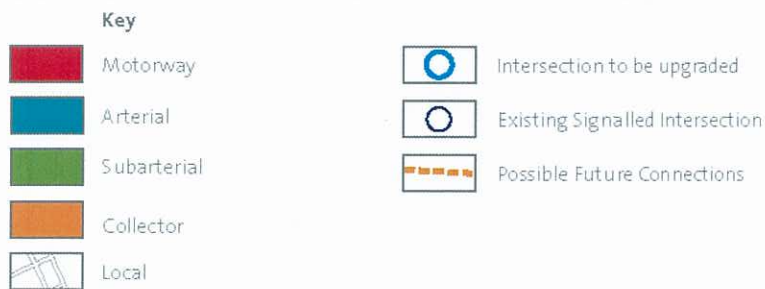 Key
Motorway
Arterial
Subarterial
Collector
Local
Intersection to be upgraded
Existing Signalled Intersection
Possible Future Connections